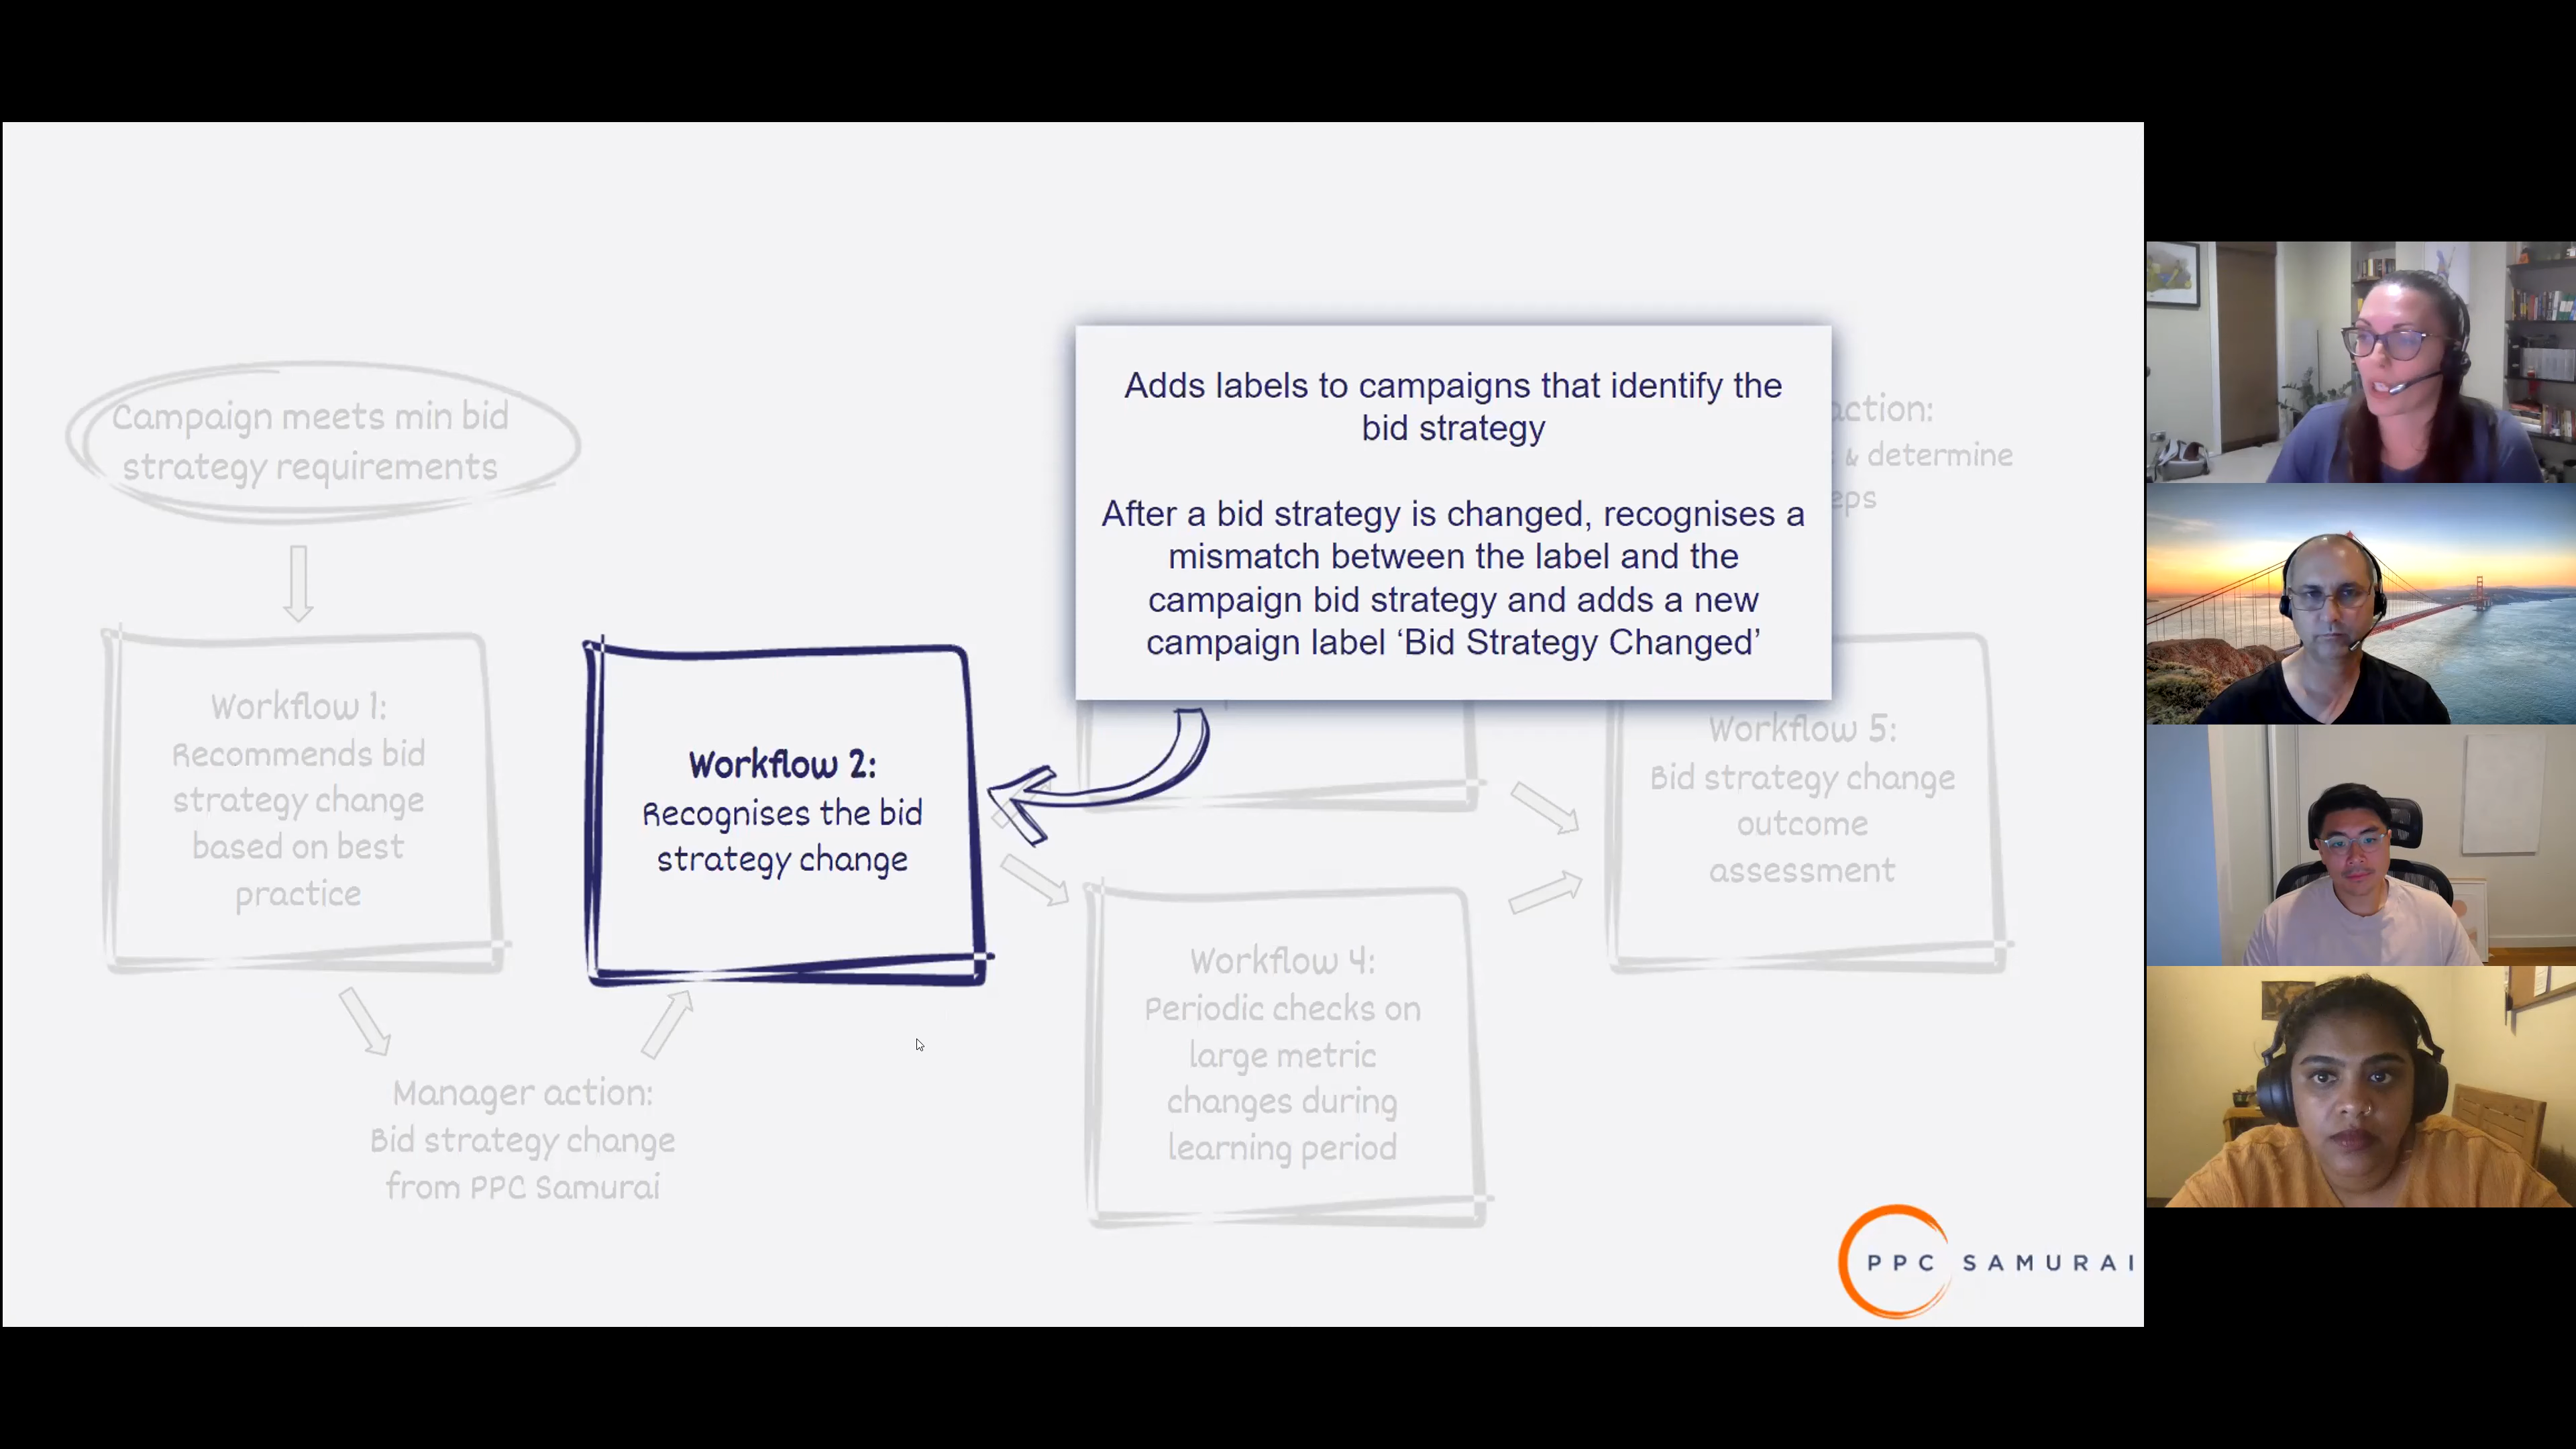 Campaign meets min bid
strategy requirements
Workflow 1:
Recommends bid
strategy change
based on best
practice
Manager action:
Bid strategy change
from PPC Samurai
Workflow 2:
Recognises the bid
strategy change
Adds labels to campaigns that identify the
bid strategy
After a bid strategy is changed, recognises a
mismatch between the label and the
campaign bid strategy and adds a new
campaign label ‘Bid Strategy Changed’
Workflow 4:
Periodic checks on
large metric
changes during
learning period
& determine
Workflow 5:
Bid strategy change
outcome
assessment
PPC SAMURAI